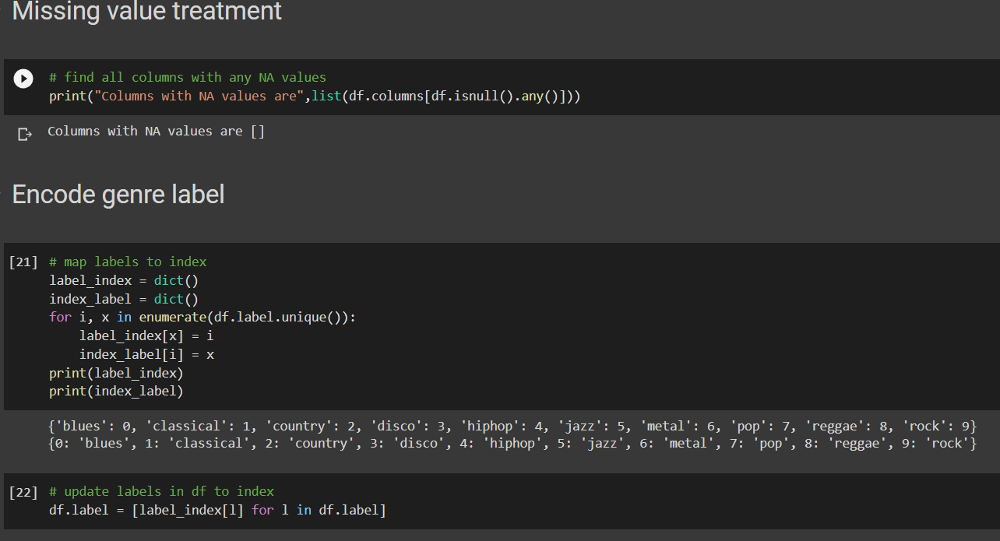 Missing value treatment
# find all columns with any NA values
print("Columns with NA values are",list(df.columns[df.isnull().any()]))
Columns with NA values are []
Encode genre label
[21] # map labels to index
label_index = dict()
index_label = dict()
for i, x in enumerate(df.label.unique()):
    label_index[x] = i
    index_label[i] = x
print(label_index)
print(index_label)
{'blues': 0, 'classical': 1, 'country': 2, 'disco': 3, 'hiphop': 4, 'jazz': 5, 'metal': 6, 'pop': 7, 'reggae': 8, 'rock': 9}
{0: 'blues', 1: 'classical', 2: 'country', 3: 'disco', 4: 'hiphop', 5: 'jazz', 6: 'metal', 7: 'pop', 8: 'reggae', 9: 'rock'}
[22] # update labels in df to index
df.label = [label_index[l] for l in df.label]